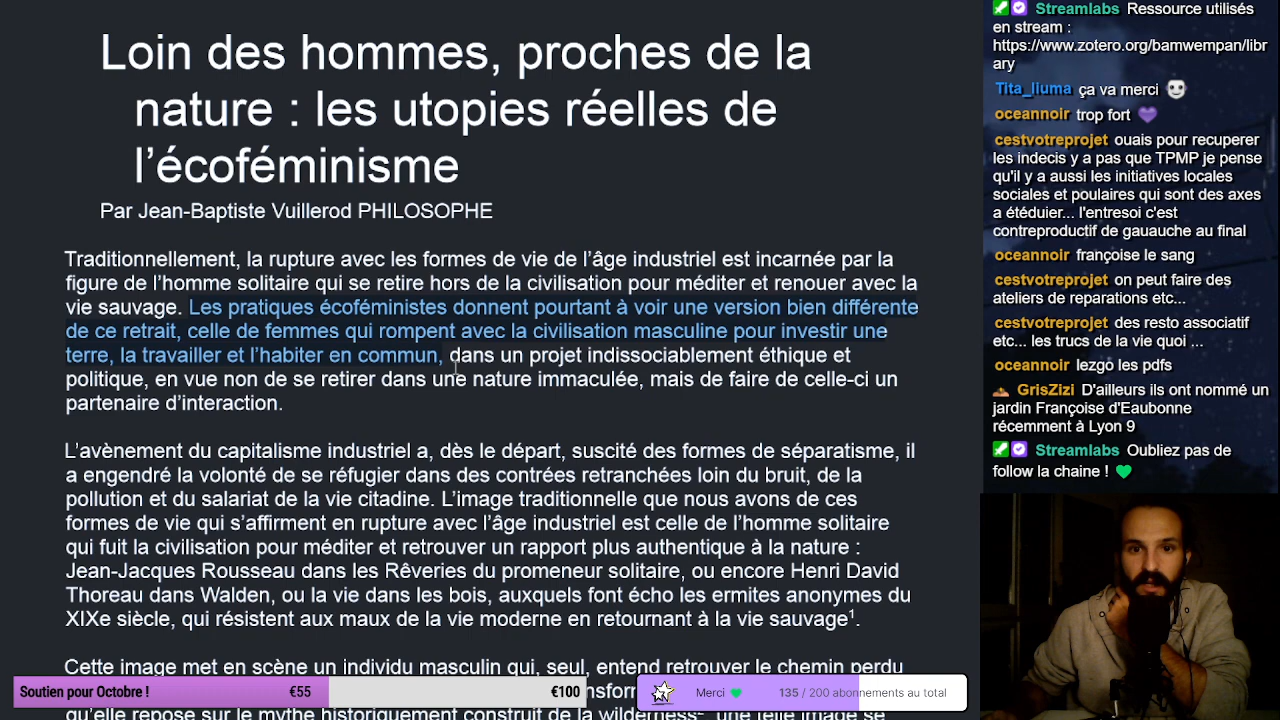 Loin des hommes, proches de la
nature : les utopies réelles de
l’écoféminisme
Par Jean-Baptiste Vuillerod PHILOSOPHE
Traditionnellement, la rupture avec les formes de vie de l’âge industriel est incarnée par la
figure de l’homme solitaire qui se retire hors de la civilisation pour méditer et renouer avec la
vie sauvage. Les pratiques écoféministes donnent pourtant à voir une version bien différente
de ce retrait, celle de femmes qui rompent avec la civilisation masculine pour investir une
terre, la travailler et l’habiter en commun, dans un projet indissociablement éthique et
politique, en vue non de se retirer dans une nature immaculée, mais de faire de celle-ci un
partenaire d’interaction.
L’avènement du capitalisme industriel a, dès le départ, suscité des formes de séparatisme, il
a engendré la volonté de se réfugier dans des contrées retranchées loin du bruit, de la
pollution et du salariat de la vie citadine. L’image traditionnelle que nous avons de ces
formes de vie qui s’affirment en rupture avec l’âge industriel est celle de l’homme solitaire
qui fuit la civilisation pour méditer et retrouver un rapport plus authentique à la nature :
Jean-Jacques Rousseau dans les Rêveries du promeneur solitaire, ou encore Henri David
Thoreau dans Walden, ou la vie dans les bois, auxquels font écho les ermites anonymes du
XIXe siècle, qui résistent aux maux de la vie moderne en retournant à la vie sauvage¹.
Cette image met en scène un individu masculin qui, seul, entend retrouver le chemin perdu
qu’elle repose sur le mythe historiquement construit de la wilderness² une telle image se
Soutien pour Octobre ! €55 €100
Merci 135 / 200 abonnements au total
Streamlabs Ressource utilisés
en stream :
https://www.zotero.org/bamwempan/libr
ary
Tita_liuma ça va merci
oceannoir trop fort
cestvotreprojet ouais pour recuperer
les indecis y a pas que TPMP je pense
qu'il y a aussi les initiatives locales
sociales et poulaires qui sont des axes
a étéduier... l'entresoi c'est
contreproductif de gauauche au final
oceannoir françoise le sang
cestvotreprojet on peut faire des
ateliers de reparations etc...
cestvotreprojet des resto associatif
etc... les trucs de la vie quoi ...
oceannoir lezgo les pdfs
GrisZizi D'ailleurs ils ont nommé un
jardin Françoise d'Eaubonne
récemment à Lyon 9
Streamlabs Oubliez pas de
follow la chaine !